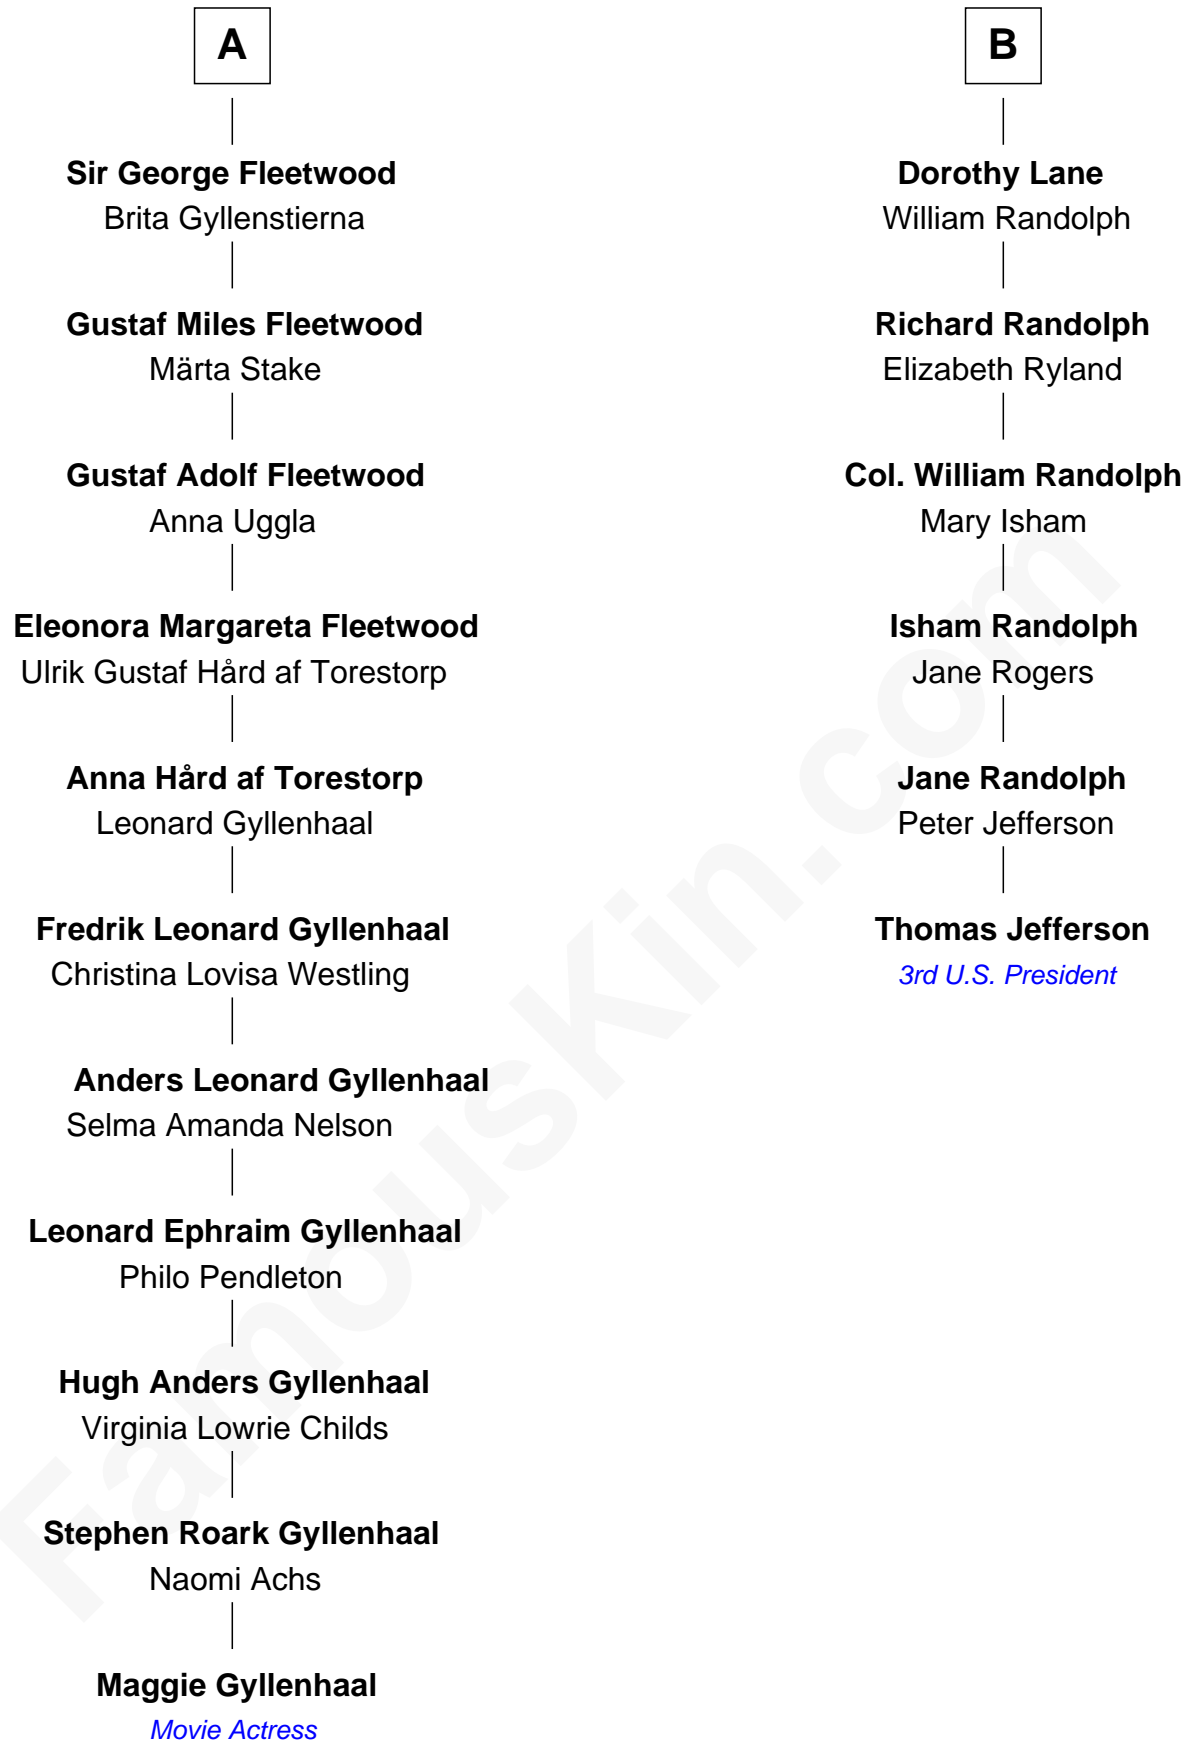 A
Sir George Fleetwood
Brita Gyllenstierna
Gustaf Miles Fleetwood
Märta Stake
Gustaf Adolf Fleetwood
Anna Uggla
Eleonora Margareta Fleetwood
Ulrik Gustaf Hård af Torestorp
Anna Hård af Torestorp
Leonard Gyllenhaal
Fredrik Leonard Gyllenhaal
Christina Lovisa Westling
Anders Leonard Gyllenhaal
Selma Amanda Nelson
Leonard Ephraim Gyllenhaal
Philo Pendleton
Hugh Anders Gyllenhaal
Virginia Lowrie Childs
Stephen Roark Gyllenhaal
Naomi Achs
Maggie Gyllenhaal
Movie Actress
B
Dorothy Lane
William Randolph
Richard Randolph
Elizabeth Ryland
Col. William Randolph
Mary Isham
Isham Randolph
Jane Rogers
Jane Randolph
Peter Jefferson
Thomas Jefferson
3rd U.S. President
FamousKin.com